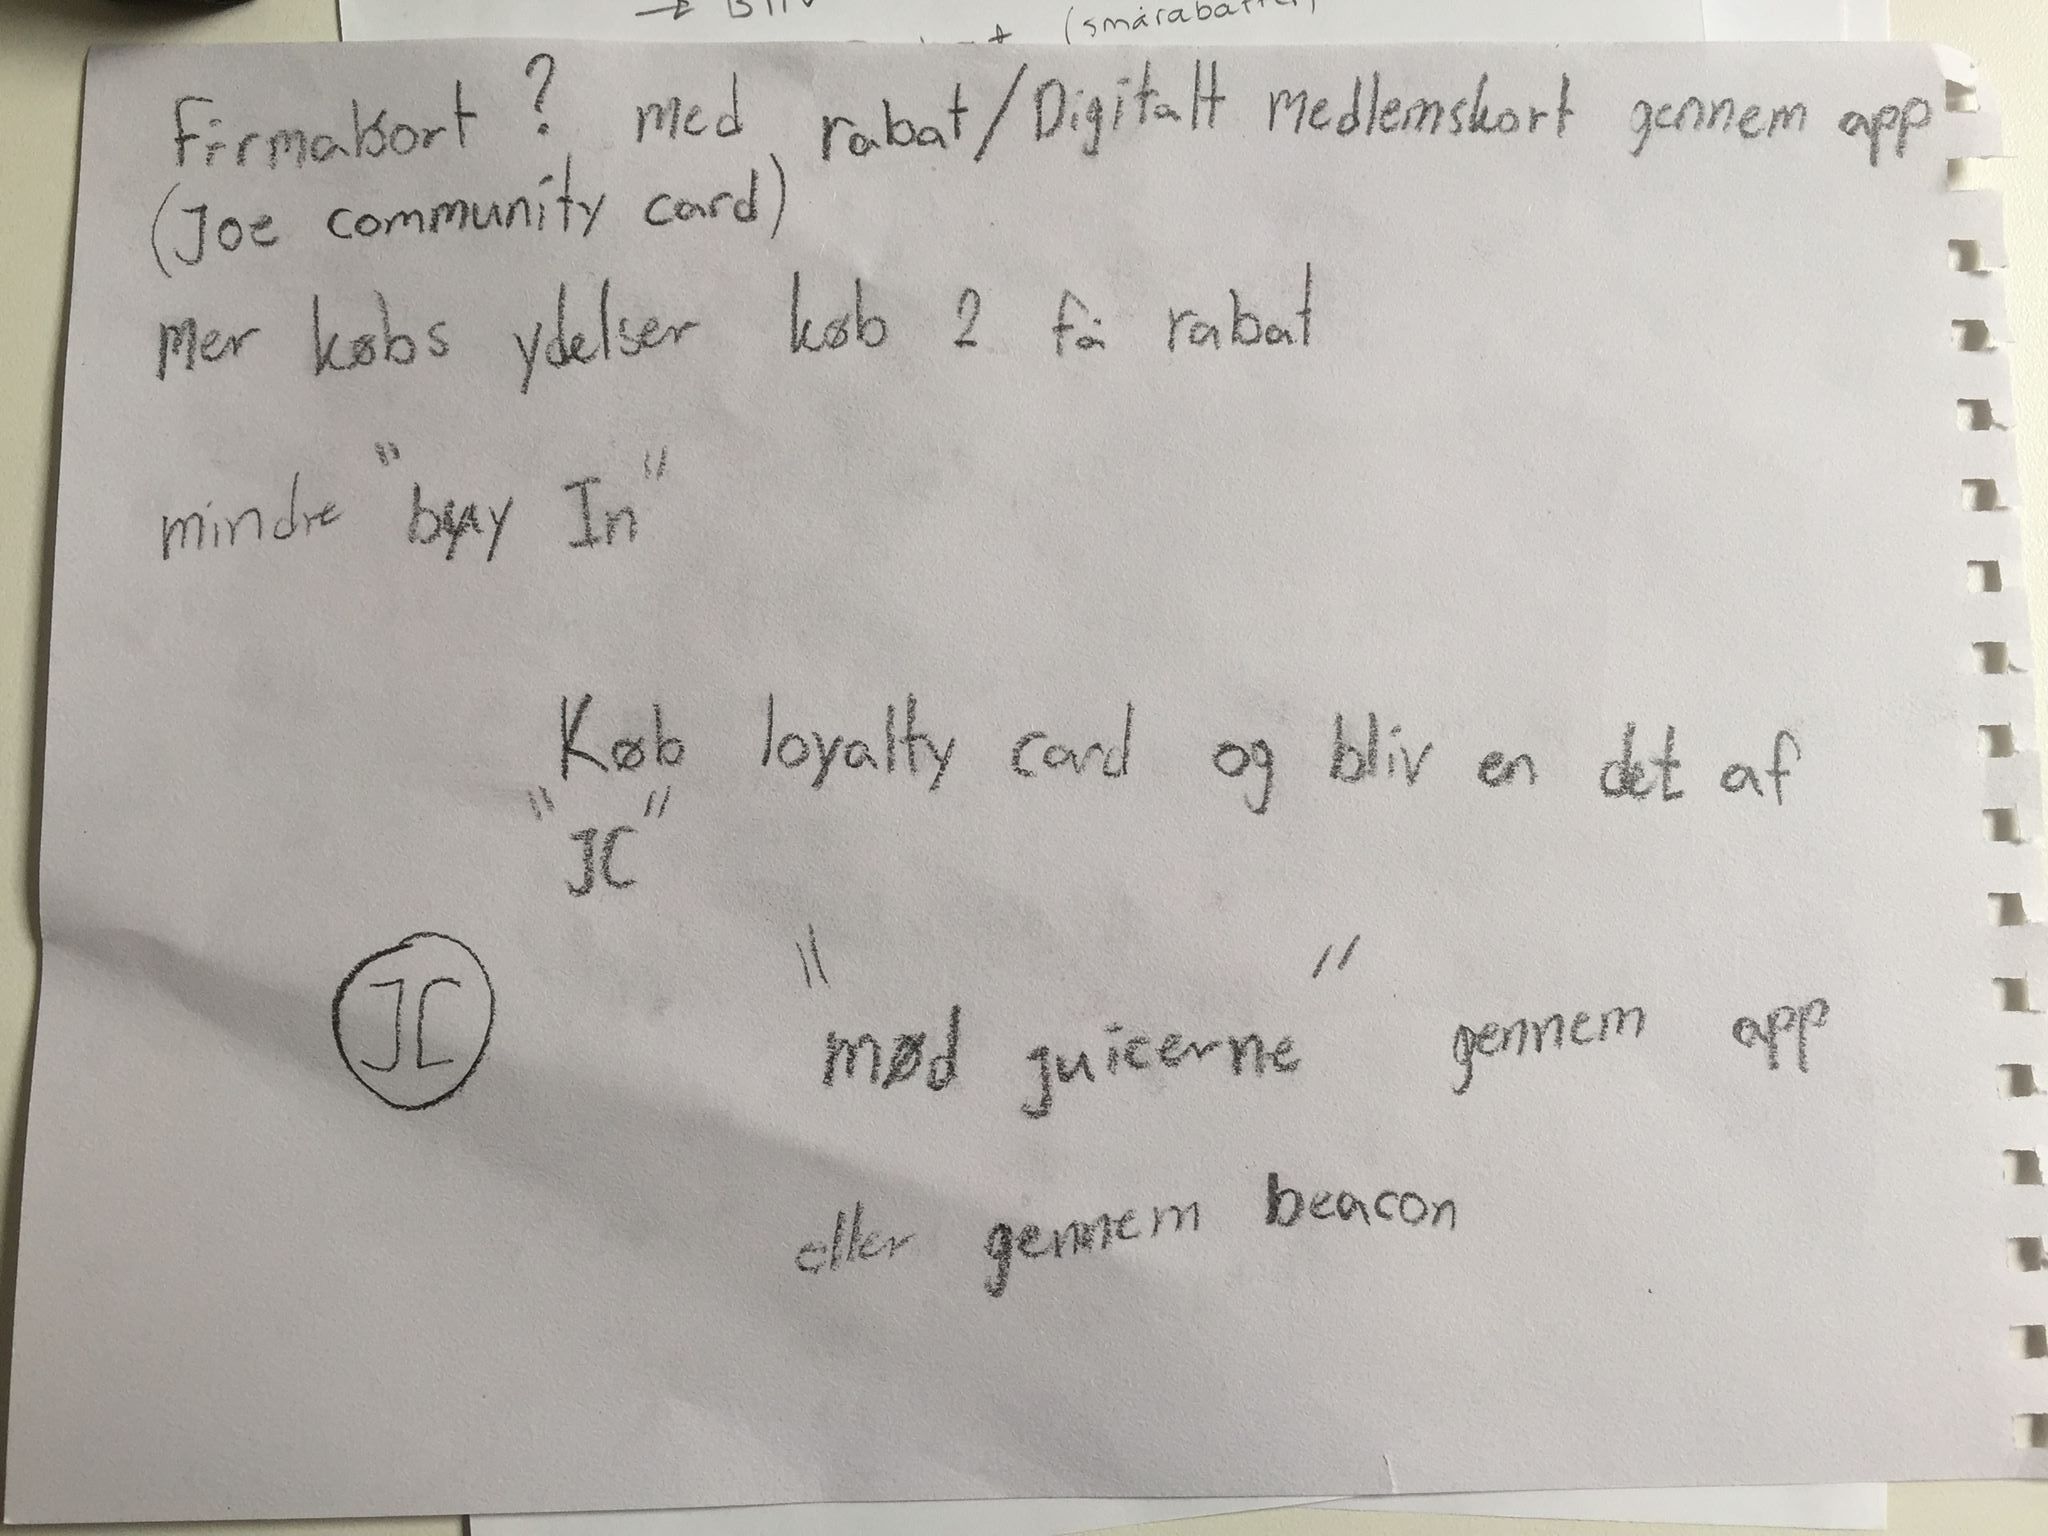 → Bliv
(smårabatter)
Firmakort ? med rabat/Digitalt Medlemskort gennem app
(Joe community card)
Mer købs ydelser køb 2 få rabat
mindre "buy In"
Køb loyalty card og bliv en det af
"JC"
JC
"mød juicerne" gennem app
eller gennem beacon